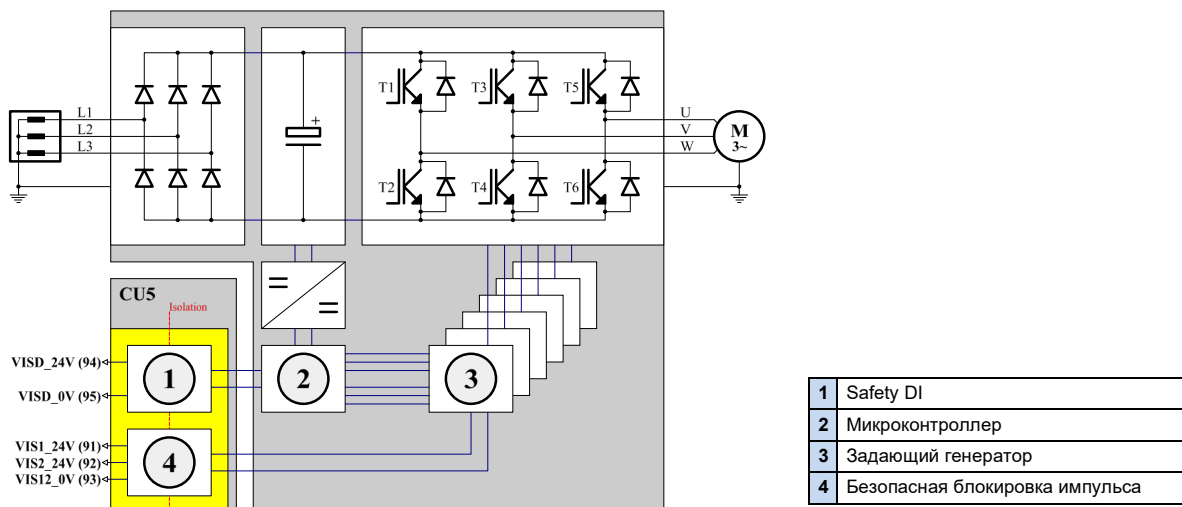 T1
T3
T5
L1
L2
L3
+
U
V
W
M
3~
T2
T4
T6
CU5
Isolation
VISD_24V (94)
VISD_0V (95)
1
2
3
VIS1_24V (91)
VIS2_24V (92)
VIS12_0V (93)
4
1 Safety DI
2 Микроконтроллер
3 Задающий генератор
4 Безопасная блокировка импульса